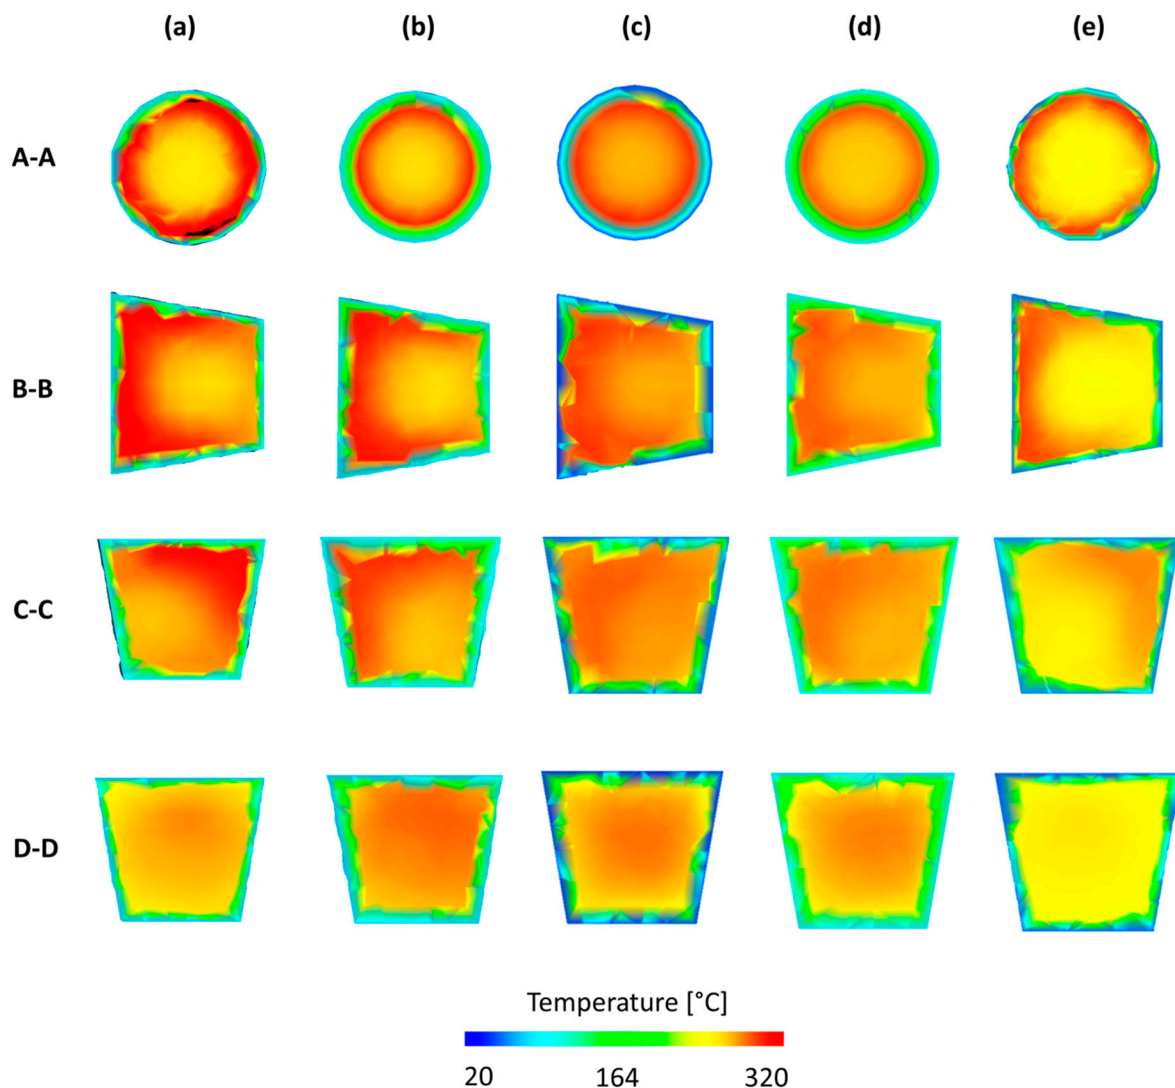 (a) (b) (c) (d) (e)
A-A
B-B
C-C
D-D
Temperature [°C]
20 164 320